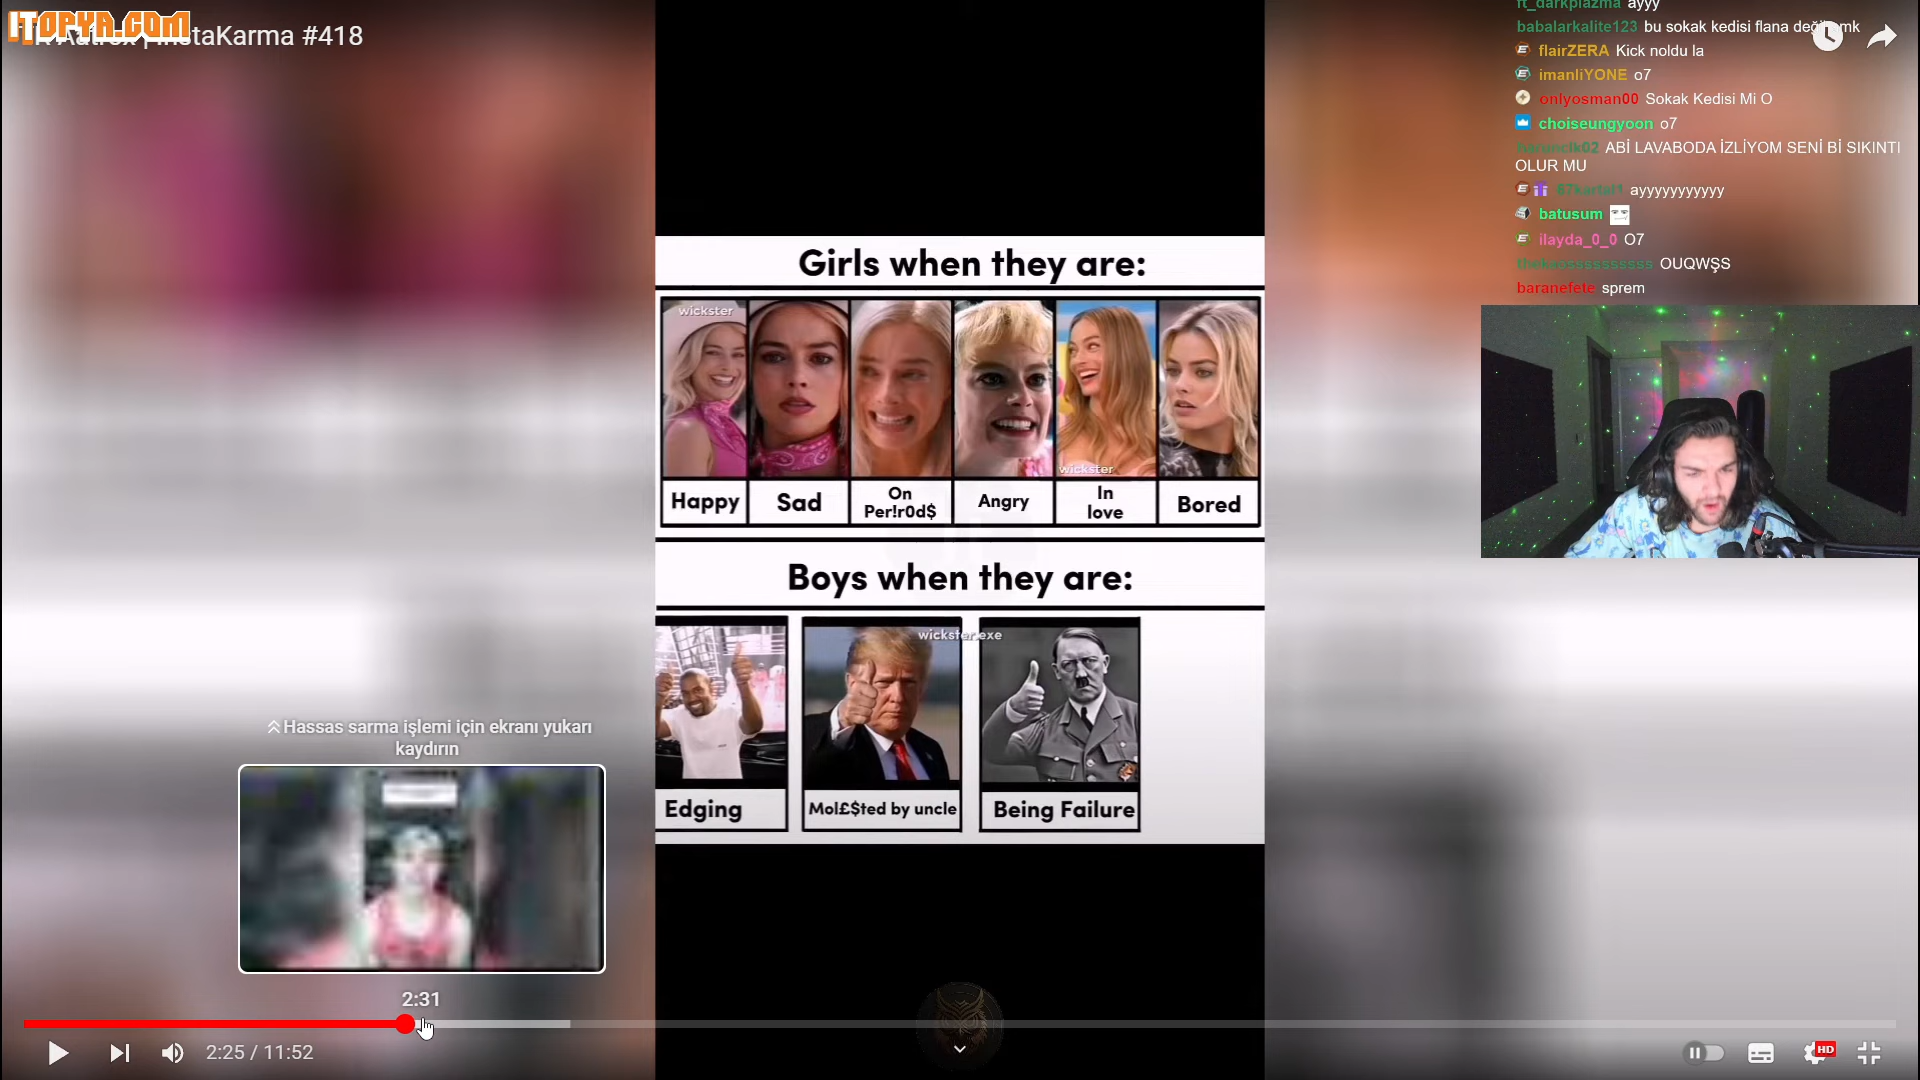 ITOPYA.COM
InstaKarma #418
ayyy
babalarkalite123 bu sokak kedisi flana
flairZERA Kick noldu la
imanliYONE o7
onlyosman00 Sokak Kedisi Mi O
choiseungyoon o7
ABİ LAVABODA İZLİYOM SENİ Bİ SIKINTI
OLUR MU
ayyyyyyyyyyy
batusum
ilayda_0_0 O7
OUQWŞS
baranefete sprem
Girls when they are:
wickster
wickster
Happy
Sad
On
Per!r0d$
Angry
In
love
Bored
Boys when they are:
wickster.exe
Edging
Mol£$ted by uncle
Being Failure
Hassas sarma işlemi için ekranı yukarı
kaydırın
2:31
2:25 / 11:52
HD